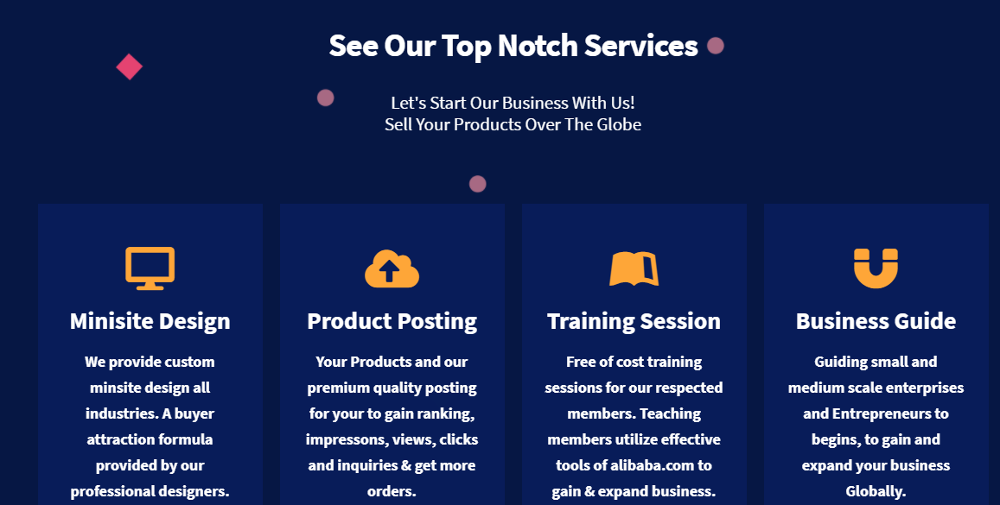 See Our Top Notch Services
Let's Start Our Business With Us!
Sell Your Products Over The Globe
Minisite Design
We provide custom
minsite design all
industries. A buyer
attraction formula
provided by our
professional designers.
Product Posting
Your Products and our
premium quality posting
for your to gain ranking,
impressons, views, clicks
and inquiries & get more
orders.
Training Session
Free of cost training
sessions for our respected
members. Teaching
members utilize effective
tools of alibaba.com to
gain & expand business.
Business Guide
Guiding small and
medium scale enterprises
and Entrepreneurs to
begins, to gain and
expand your business
Globally.